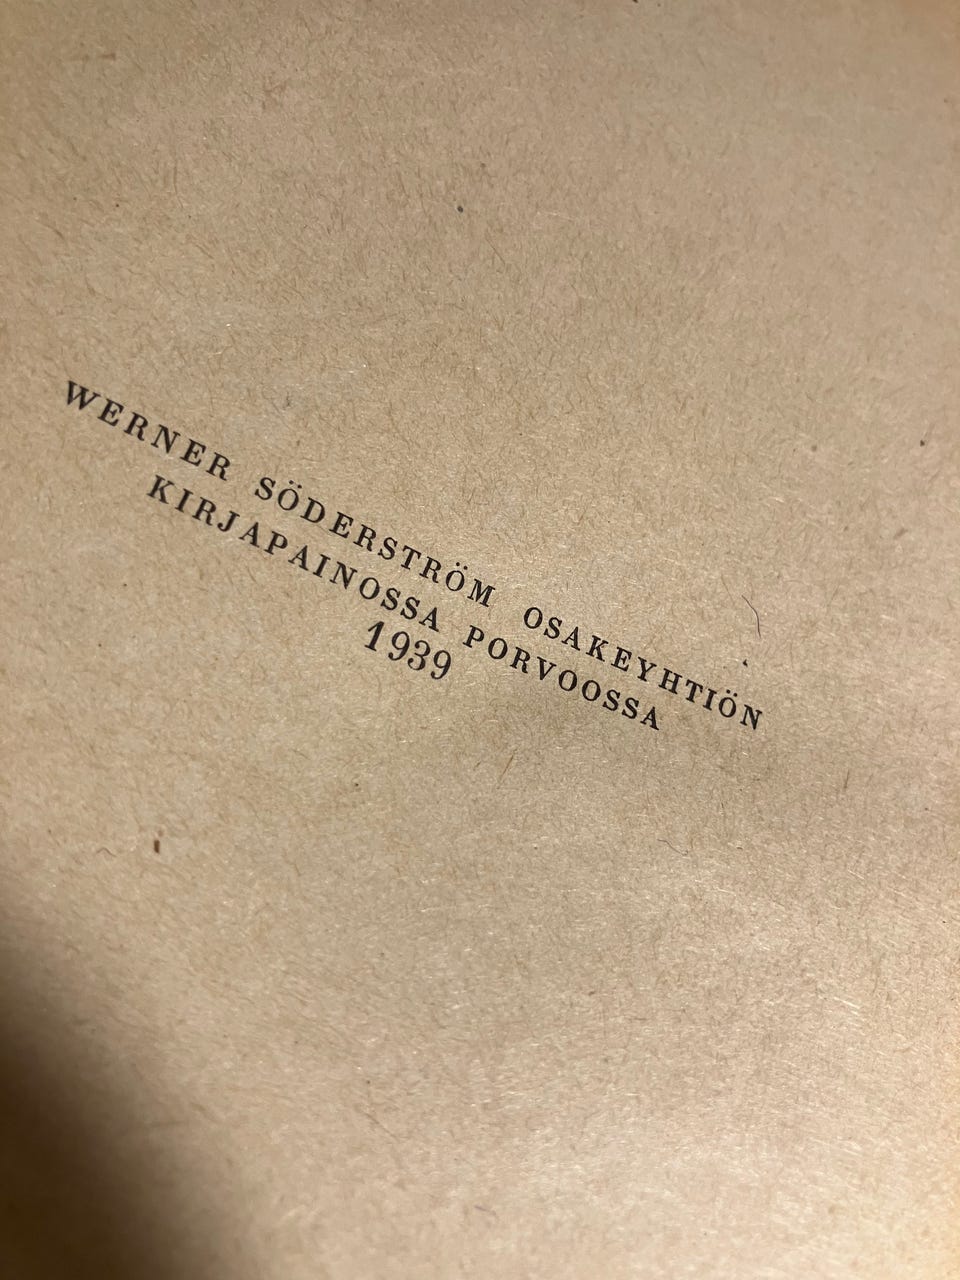 WERNER SÖDERSTRÖM OSAKEYHTIÖN
KIRJAPAINOSSA PORVOOSSA
1939